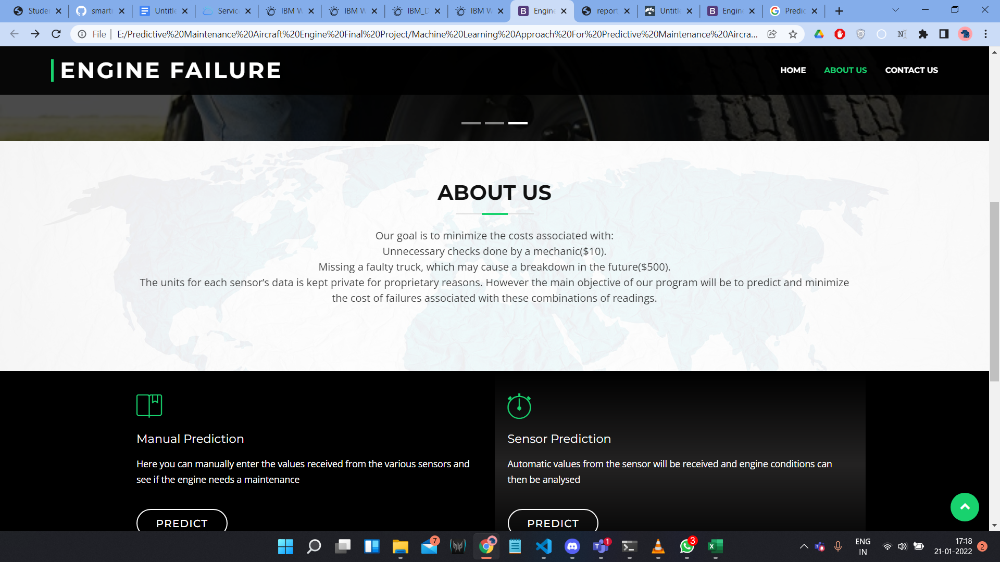 Studen
smarti
Untitle
Service
IBM W
IBM W
IBM_D
IBM W
Engine
report
Untitle
Engine
Predic
File
E:/Predictive%20Maintenance%20Aircraft%20Engine%20Final%20Project/Machine%20Learning%20Approach%20For%20Predictive%20Maintenance%20Aircra...
ENGINE FAILURE
HOME
ABOUT US
CONTACT US
ABOUT US
Our goal is to minimize the costs associated with:
Unnecessary checks done by a mechanic($10).
Missing a faulty truck, which may cause a breakdown in the future($500).
The units for each sensor’s data is kept private for proprietary reasons. However the main objective of our program will be to predict and minimize
the cost of failures associated with these combinations of readings.
Manual Prediction
Here you can manually enter the values received from the various sensors and
see if the engine needs a maintenance
PREDICT
Sensor Prediction
Automatic values from the sensor will be received and engine conditions can
then be analysed
PREDICT
7
1
3
ENG
IN
17:18
21-01-2022
2